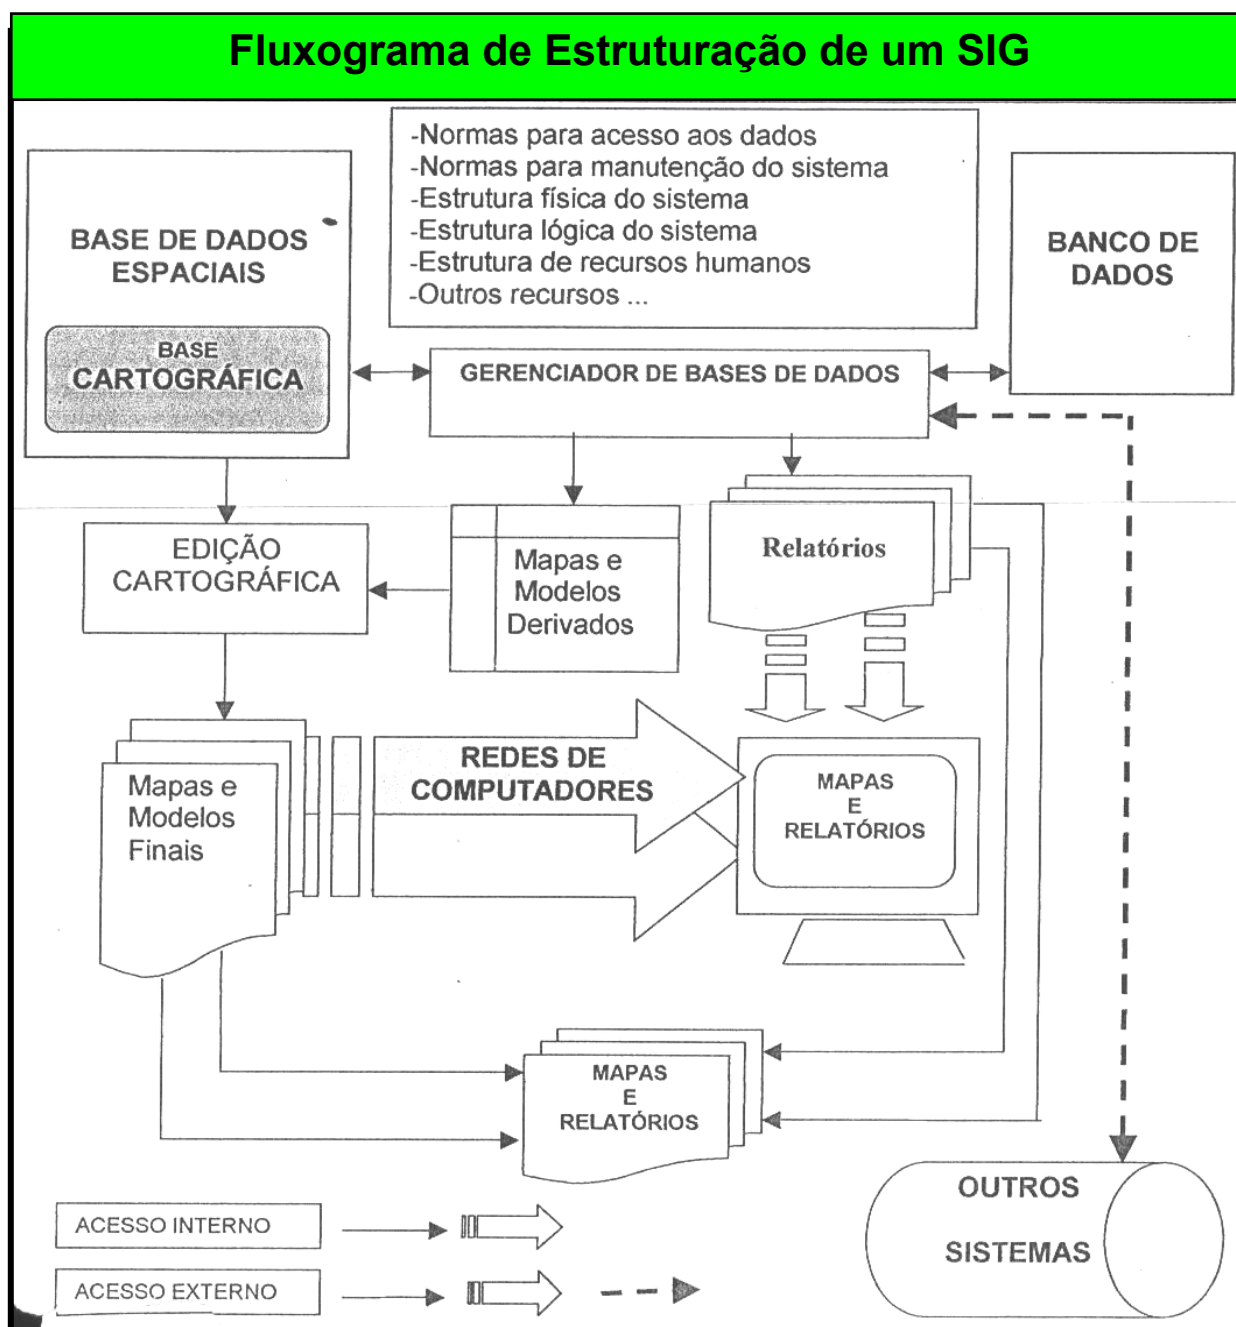 Fluxograma de Estruturação de um SIG
-Normas para acesso aos dados
-Normas para manutenção do sistema
-Estrutura física do sistema
-Estrutura lógica do sistema
-Estrutura de recursos humanos
-Outros recursos ...
BASE DE DADOS
ESPACIAIS
BASE
CARTOGRÁFICA
BANCO DE
DADOS
GERENCIADOR DE BASES DE DADOS
EDIÇÃO
CARTOGRÁFICA
Mapas e
Modelos
Derivados
Relatórios
Mapas e
Modelos
Finais
REDES DE
COMPUTADORES
MAPAS
E
RELATÓRIOS
MAPAS
E
RELATÓRIOS
OUTROS
SISTEMAS
ACESSO INTERNO
ACESSO EXTERNO